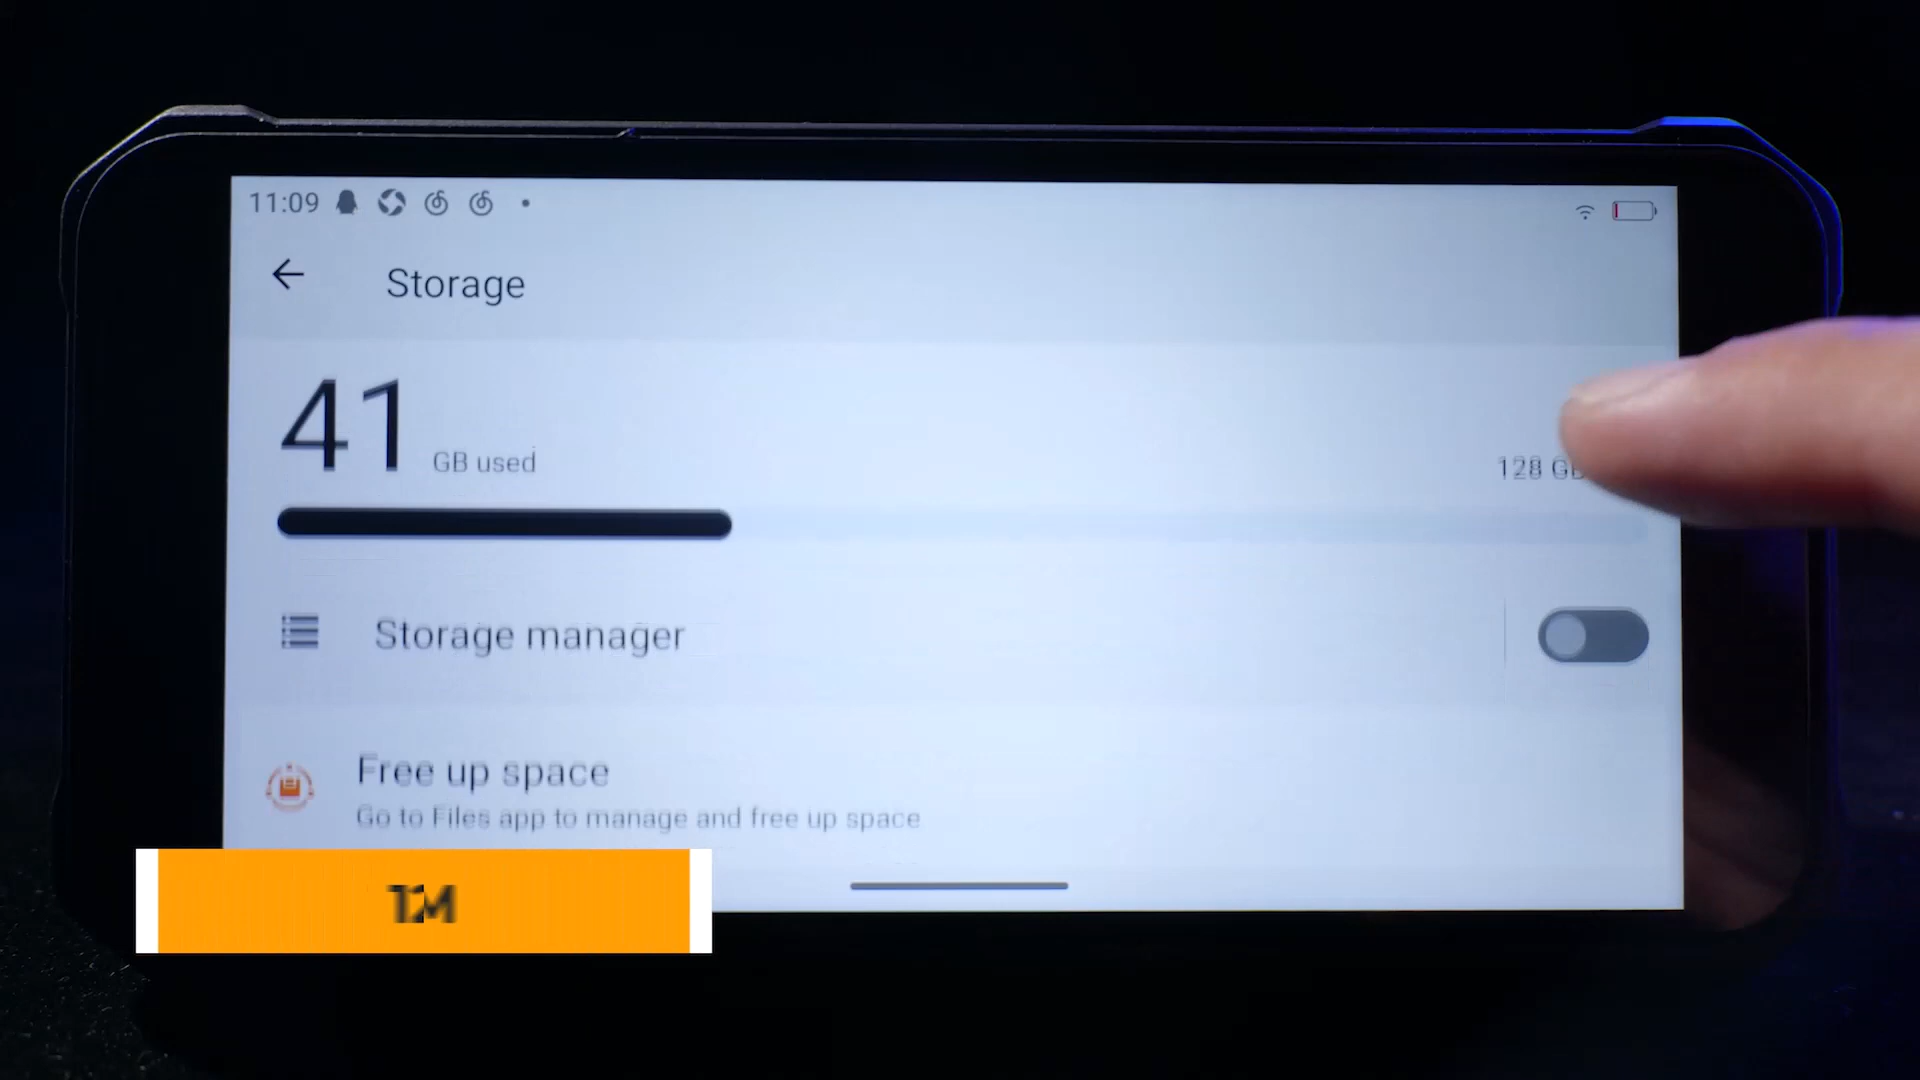 11:09
Storage
41 GB used
128 GB
Storage manager
Free up space
Go to Files app to manage and free up space